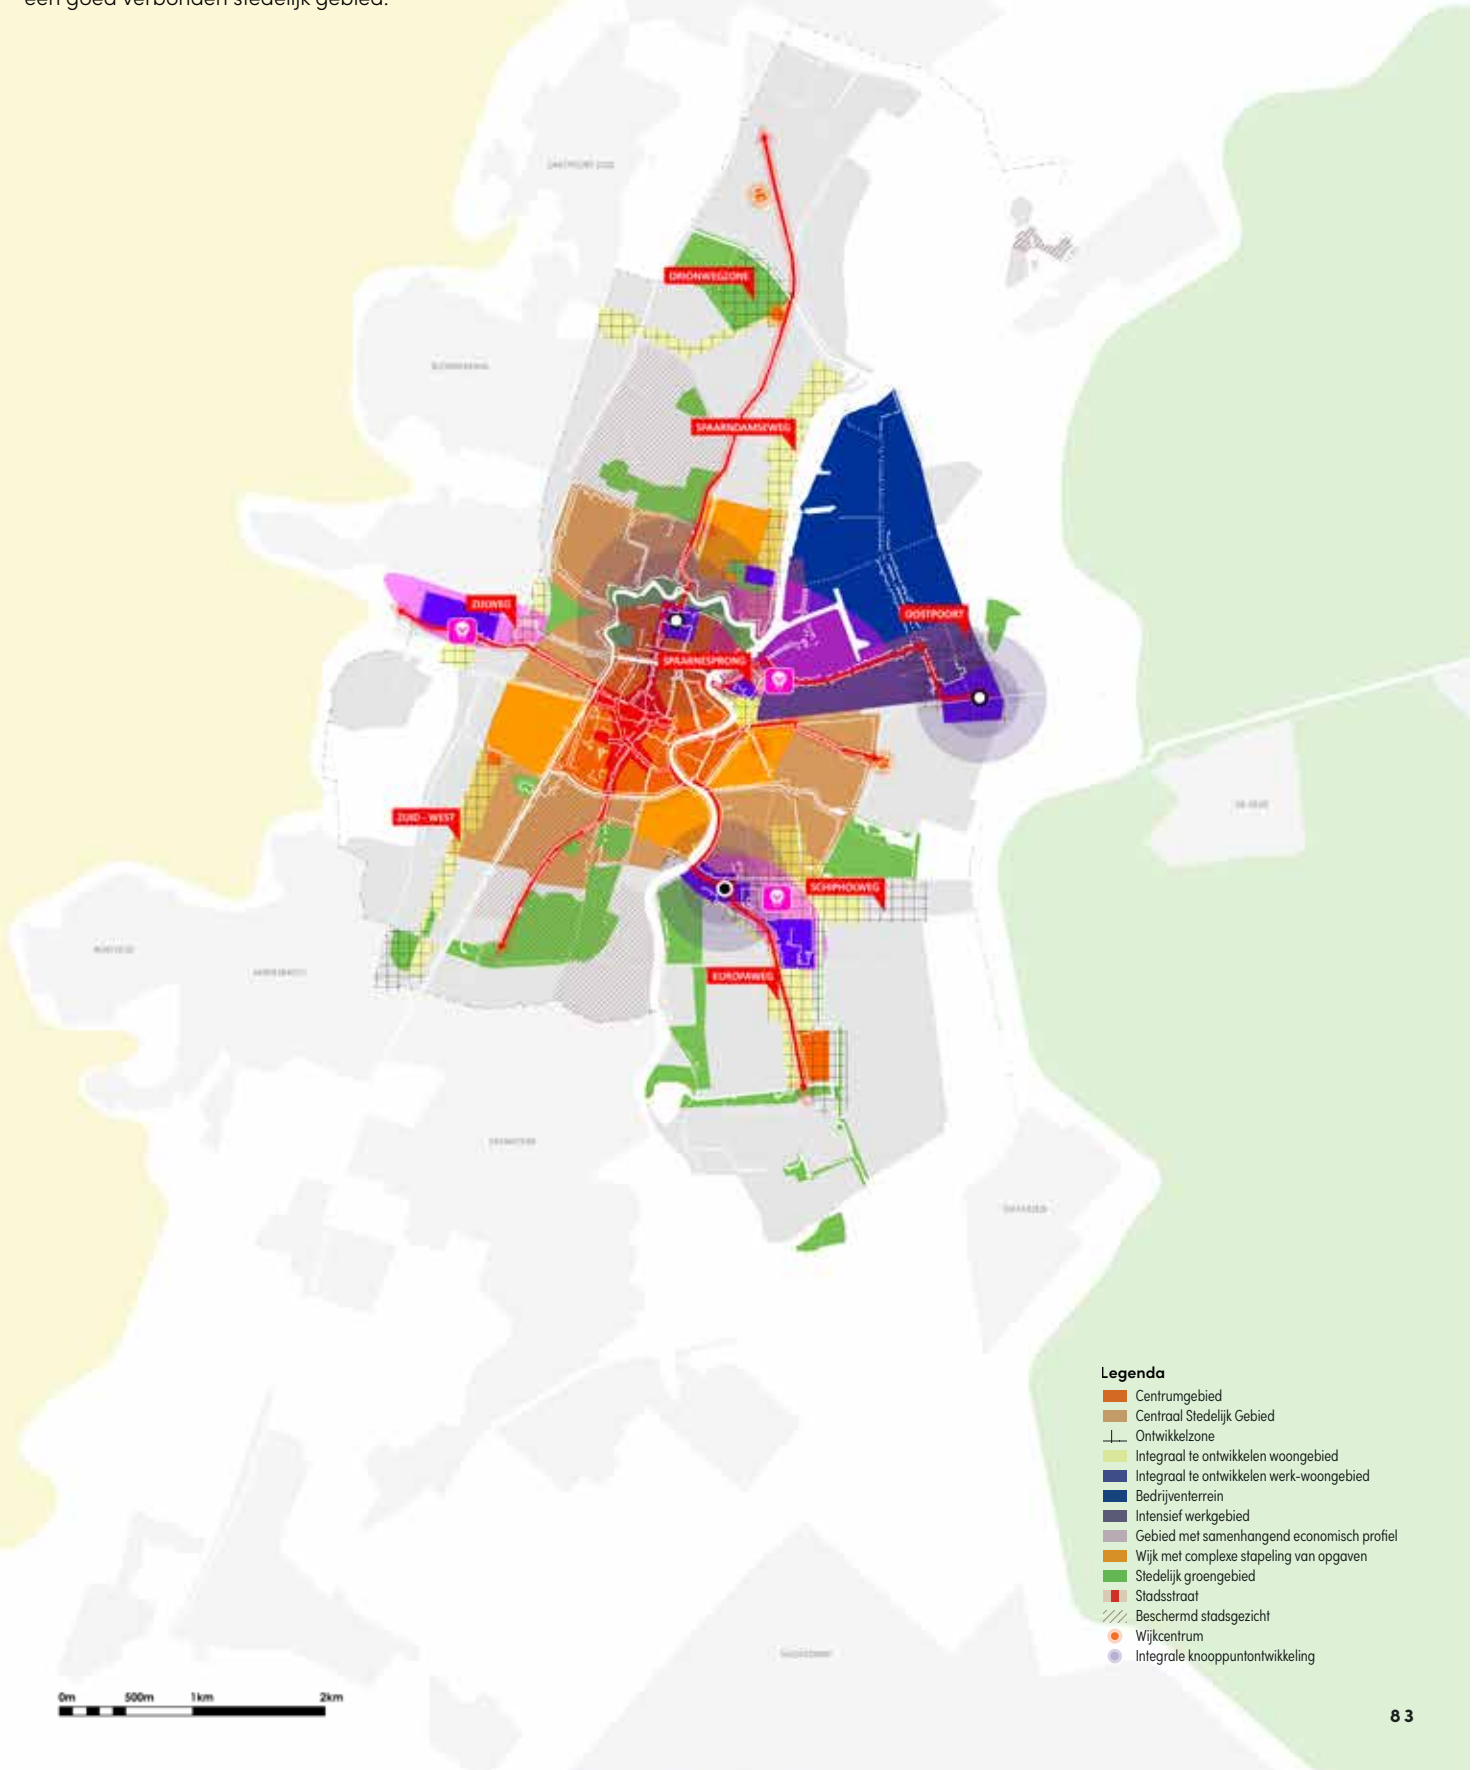 een goed verbonden stedelijk gebied.
DRIONWEGZONE
SPAARNDAMSEWEG
ZIJLWEG
OOSTPOORT
SPAARNESPRONG
ZUID - WEST
SCHIPHOLWEG
EUROPAWEG
Legenda
Centrumgebied
Centraal Stedelijk Gebied
Ontwikkelzone
Integraal te ontwikkelen woongebied
Integraal te ontwikkelen werk-woongebied
Bedrijventerrein
Intensief werkgebied
Gebied met samenhangend economisch profiel
Wijk met complexe stapeling van opgaven
Stedelijk groengebied
Stadsstraat
Beschermd stadsgezicht
Wijkcentrum
Integrale knooppuntontwikkeling
0m 500m 1km 2km
83